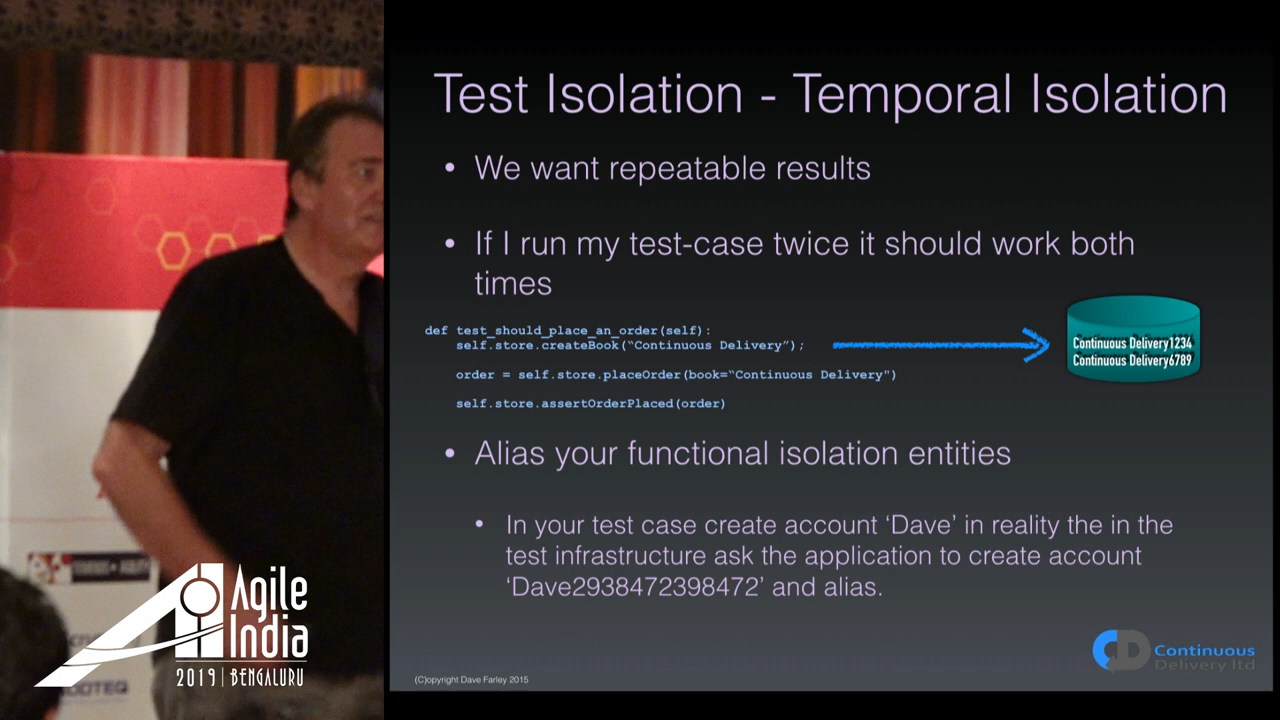 Test Isolation - Temporal Isolation
• We want repeatable results
• If I run my test-case twice it should work both
times
def test_should_place_an_order(self):
self.store.createBook(“Continuous Delivery”);
order = self.store.placeOrder(book=“Continuous Delivery")
self.store.assertOrderPlaced(order)
Continuous Delivery1234
Continuous Delivery6789
• Alias your functional isolation entities
• In your test case create account ‘Dave’ in reality the in the
test infrastructure ask the application to create account
‘Dave2938472398472’ and alias.
Continuous
Delivery ltd
(C)opyright Dave Farley 2015
Agile
India
2019 | BENGALURU